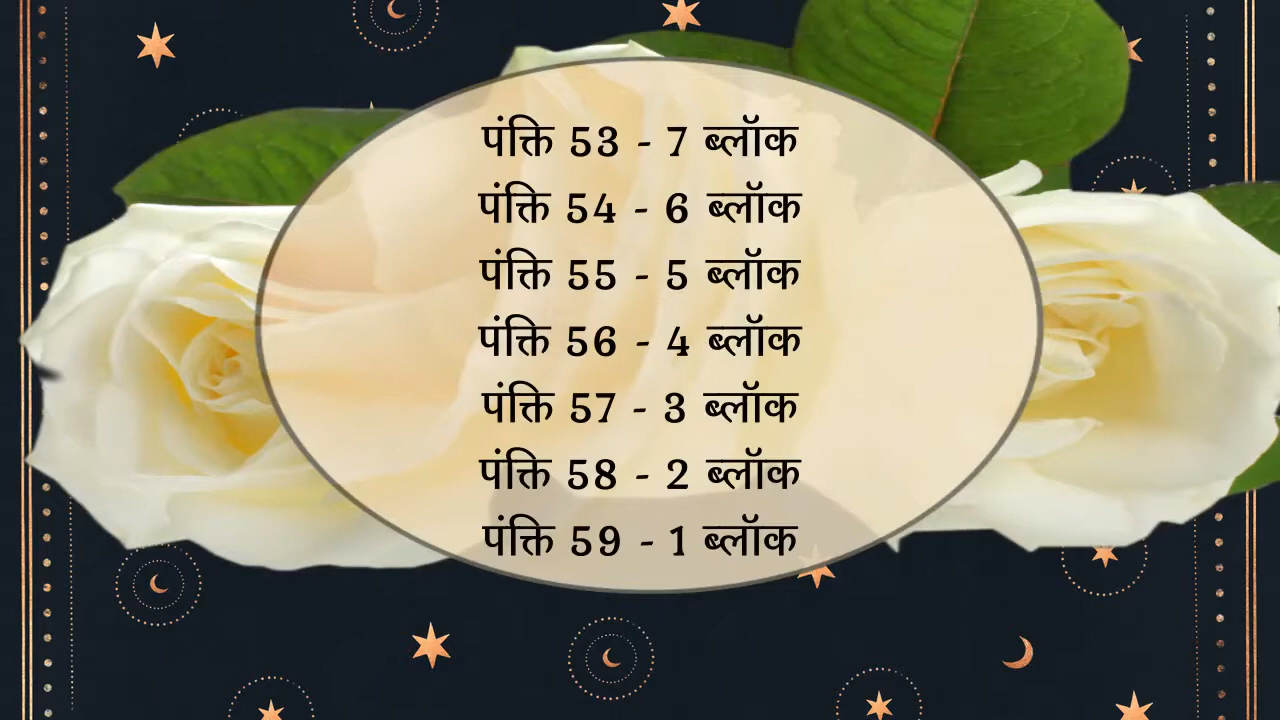 पंक्ति 53 - 7 ब्लॉक
पंक्ति 54 - 6 ब्लॉक
पंक्ति 55 - 5 ब्लॉक
पंक्ति 56 - 4 ब्लॉक
पंक्ति 57 - 3 ब्लॉक
पंक्ति 58 - 2 ब्लॉक
पंक्ति 59 - 1 ब्लॉक